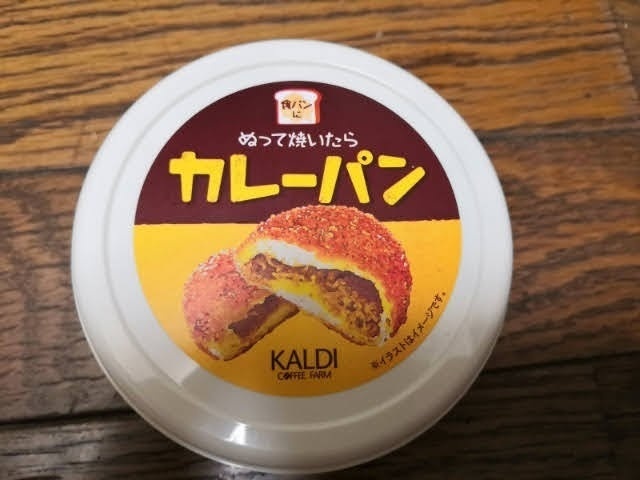 食パン
に
ぬって焼いたら
カレーパン
KALDI
COFFEE FARM
※イラストはイメージです。